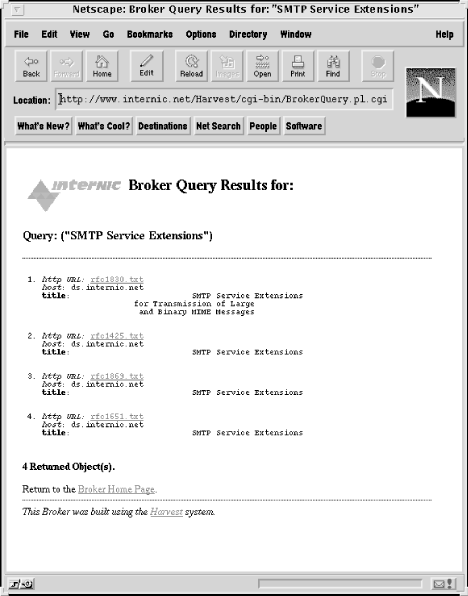 Netscape: Broker Query Results for: "SMTP Service Extensions"
File Edit View Go Bookmarks Options Directory Window Help
Back Forward Home Edit Reload Images Open Print Find Stop
Location: http://www.internic.net/Harvest/cgi-bin/BrokerQuery.pl.cgi
N
What's New? What's Cool? Destinations Net Search People Software
INTERNIC Broker Query Results for:
Query: ("SMTP Service Extensions")
1. http URL: rfc1830.txt
host: ds.internic.net
title: SMTP Service Extensions
for Transmission of Large
and Binary MIME Messages
2. http URL: rfc1425.txt
host: ds.internic.net
title: SMTP Service Extensions
3. http URL: rfc1869.txt
host: ds.internic.net
title: SMTP Service Extensions
4. http URL: rfc1651.txt
host: ds.internic.net
title: SMTP Service Extensions
4 Returned Object(s).
Return to the Broker Home Page.
This Broker was built using the Harvest system.